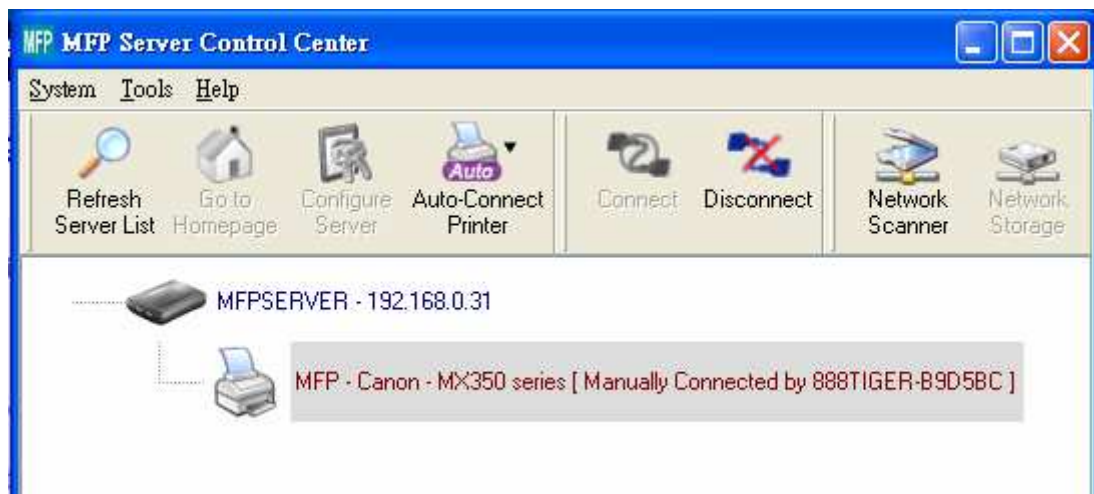 MFP MFP Server Control Center
System Tools Help
Auto
Refresh Server List
Go to Homepage
Configure Server
Auto-Connect Printer
Connect
Disconnect
Network Scanner
Network Storage
MFPSERVER - 192.168.0.31
MFP - Canon - MX350 series [ Manually Connected by 888TIGER-B9D5BC ]